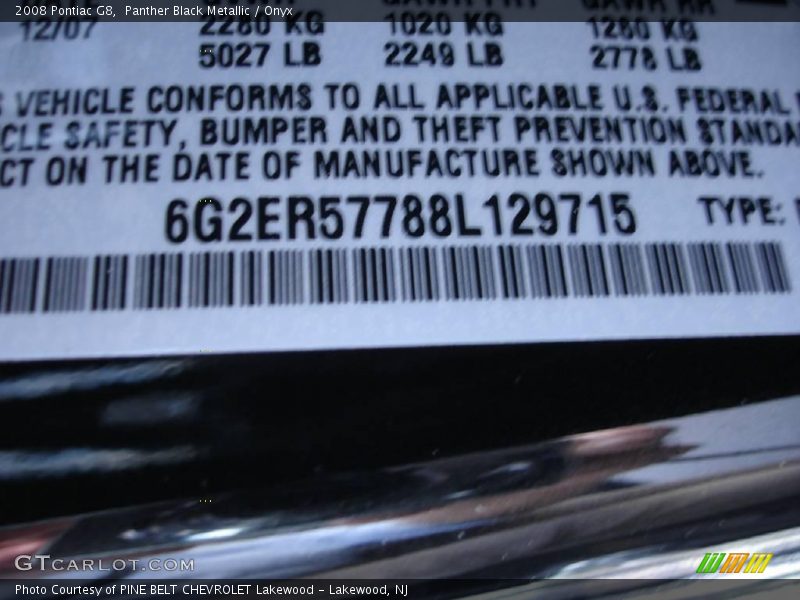 2008 Pontiac G8, Panther Black Metallic / Onyx
12/07 2280 KG 1020 KG 1260 KG
5027 LB 2249 LB 2778 LB
VEHICLE CONFORMS TO ALL APPLICABLE U.S. FEDERAL
CLE SAFETY, BUMPER AND THEFT PREVENTION STANDA
CT ON THE DATE OF MANUFACTURE SHOWN ABOVE.
6G2ER57788L129715 TYPE:
GTCARLOT.COM
Photo Courtesy of PINE BELT CHEVROLET Lakewood - Lakewood, NJ